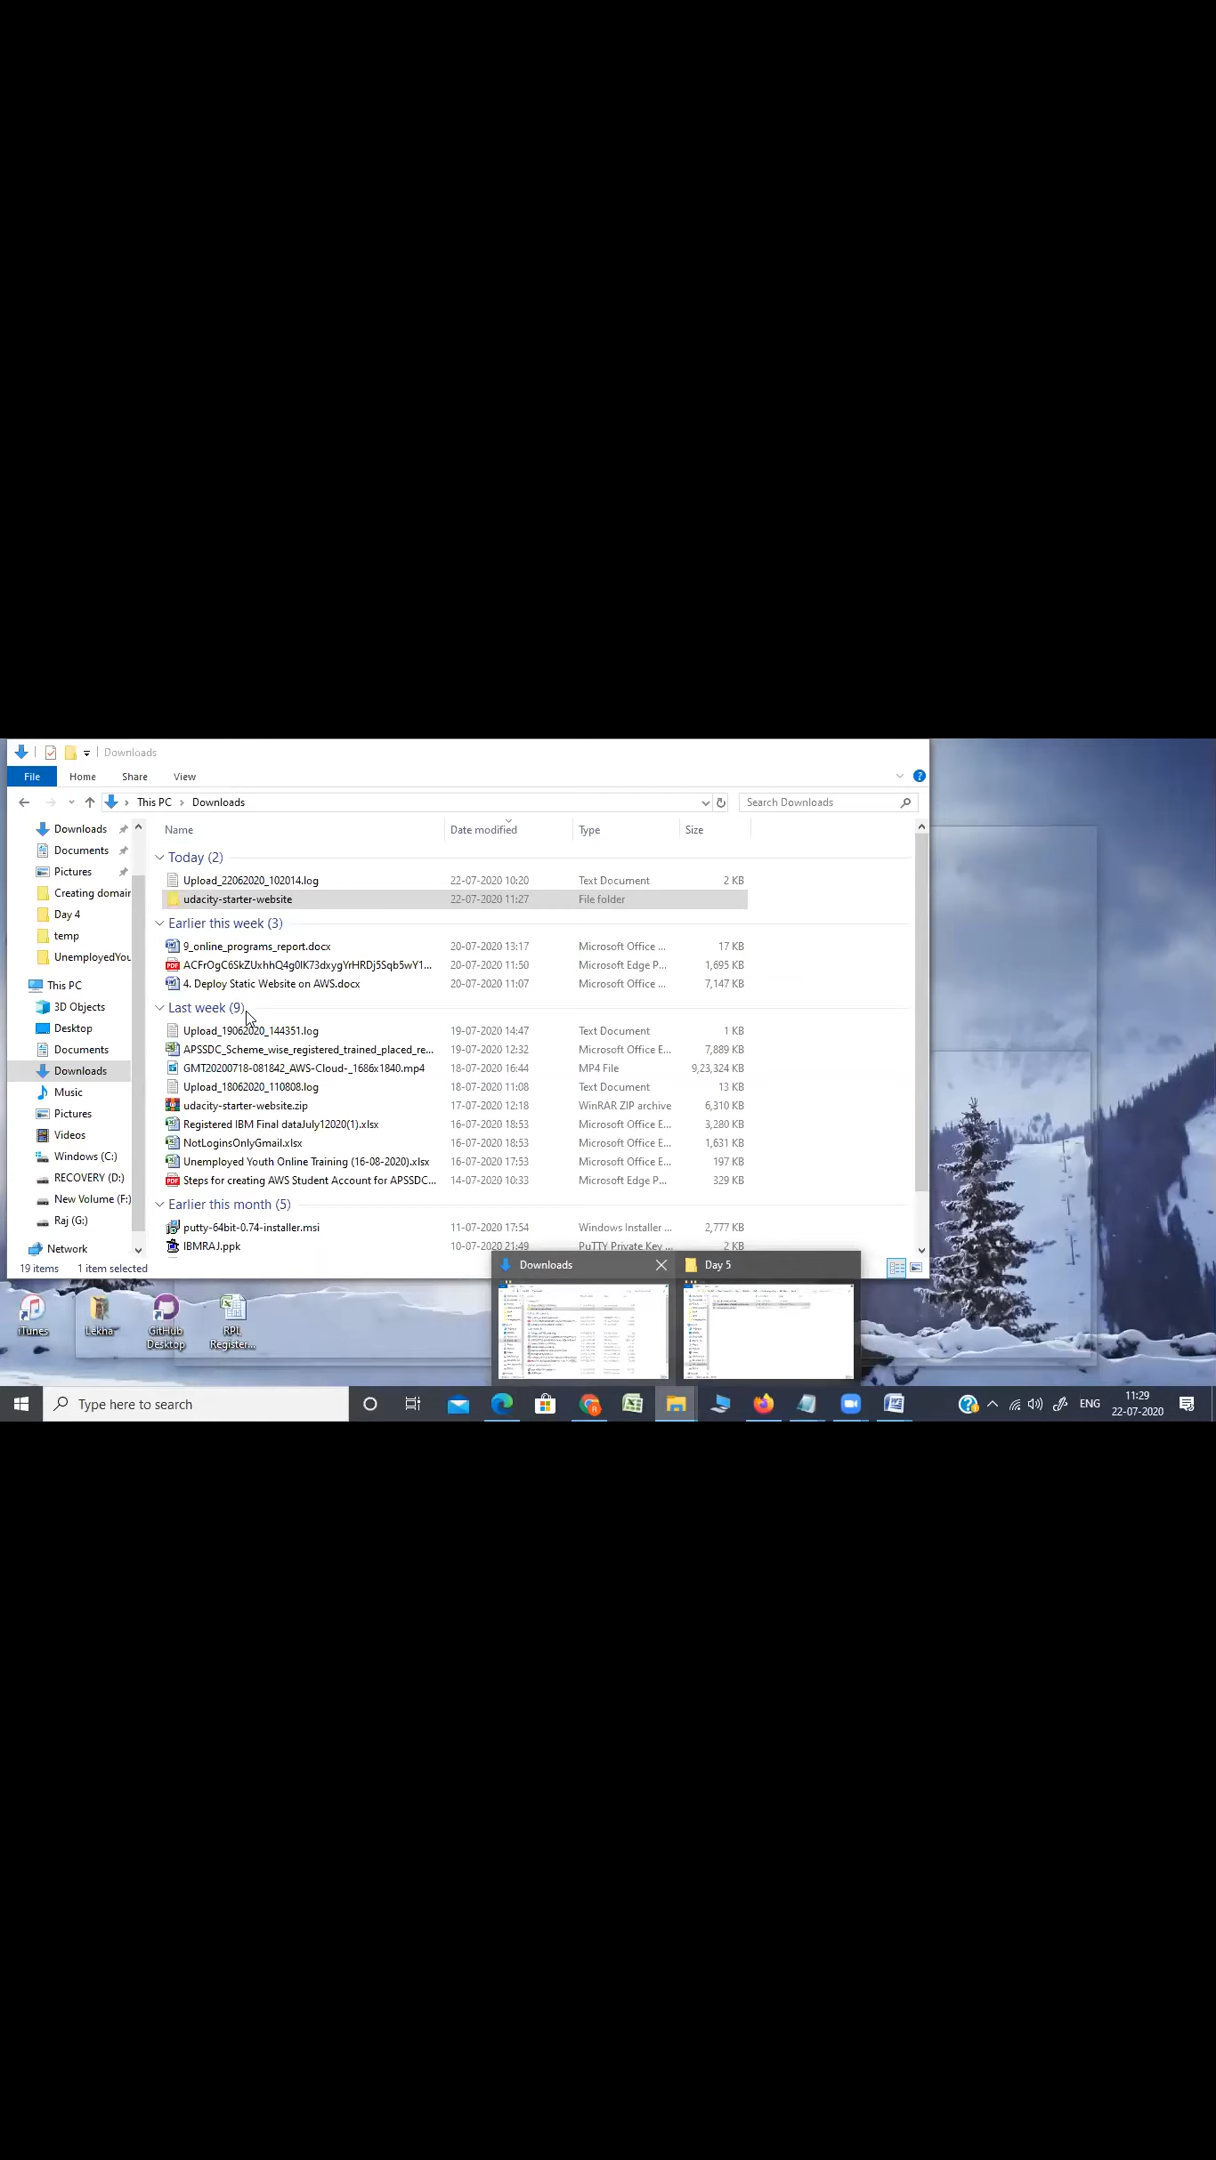 Downloads
File Home Share View
This PC Downloads Search Downloads
Name Date modified Type Size
Downloads
Documents
Pictures
Creating domain
Day 4
temp
UnemployedYou
This PC
3D Objects
Desktop
Documents
Downloads
Music
Pictures
Videos
Windows (C:)
RECOVERY (D:)
New Volume (F:)
Raj (G:)
Network
Today (2)
Upload_22062020_102014.log 22-07-2020 10:20 Text Document 2 KB
udacity-starter-website 22-07-2020 11:27 File folder
Earlier this week (3)
9_online_programs_report.docx 20-07-2020 13:17 Microsoft Office ... 17 KB
20-07-2020 11:50 Microsoft Edge P... 1,695 KB
4. Deploy Static Website on AWS.docx 20-07-2020 11:07 Microsoft Office ... 7,147 KB
Last week (9)
Upload_19062020_144351.log 19-07-2020 14:47 Text Document 1 KB
APSSDC_Scheme_wise_registered_trained_placed_re... 19-07-2020 12:32 Microsoft Office E... 7,889 KB
GMT20200718-081842_AWS-Cloud-_1686x1840.mp4 18-07-2020 16:44 MP4 File 9,23,324 KB
Upload_18062020_110808.log 18-07-2020 11:08 Text Document 13 KB
udacity-starter-website.zip 17-07-2020 12:18 WinRAR ZIP archive 6,310 KB
Registered IBM Final dataJuly12020(1).xlsx 16-07-2020 18:53 Microsoft Office E... 3,280 KB
NotLoginsOnlyGmail.xlsx 16-07-2020 18:53 Microsoft Office E... 1,631 KB
Unemployed Youth Online Training (16-08-2020).xlsx 16-07-2020 17:53 Microsoft Office E... 197 KB
Steps for creating AWS Student Account for APSSDC... 14-07-2020 10:33 Microsoft Edge P... 329 KB
Earlier this month (5)
putty-64bit-0.74-installer.msi 11-07-2020 17:54 Windows Installer ... 2,777 KB
IBMRAJ.ppk 10-07-2020 21:49 PuTTY Private Key ... 2 KB
19 items 1 item selected
Downloads Day 5
iTunes
Lekha
GitHub Desktop
RPL Register...
Type here to search
ENG
11:29
22-07-2020